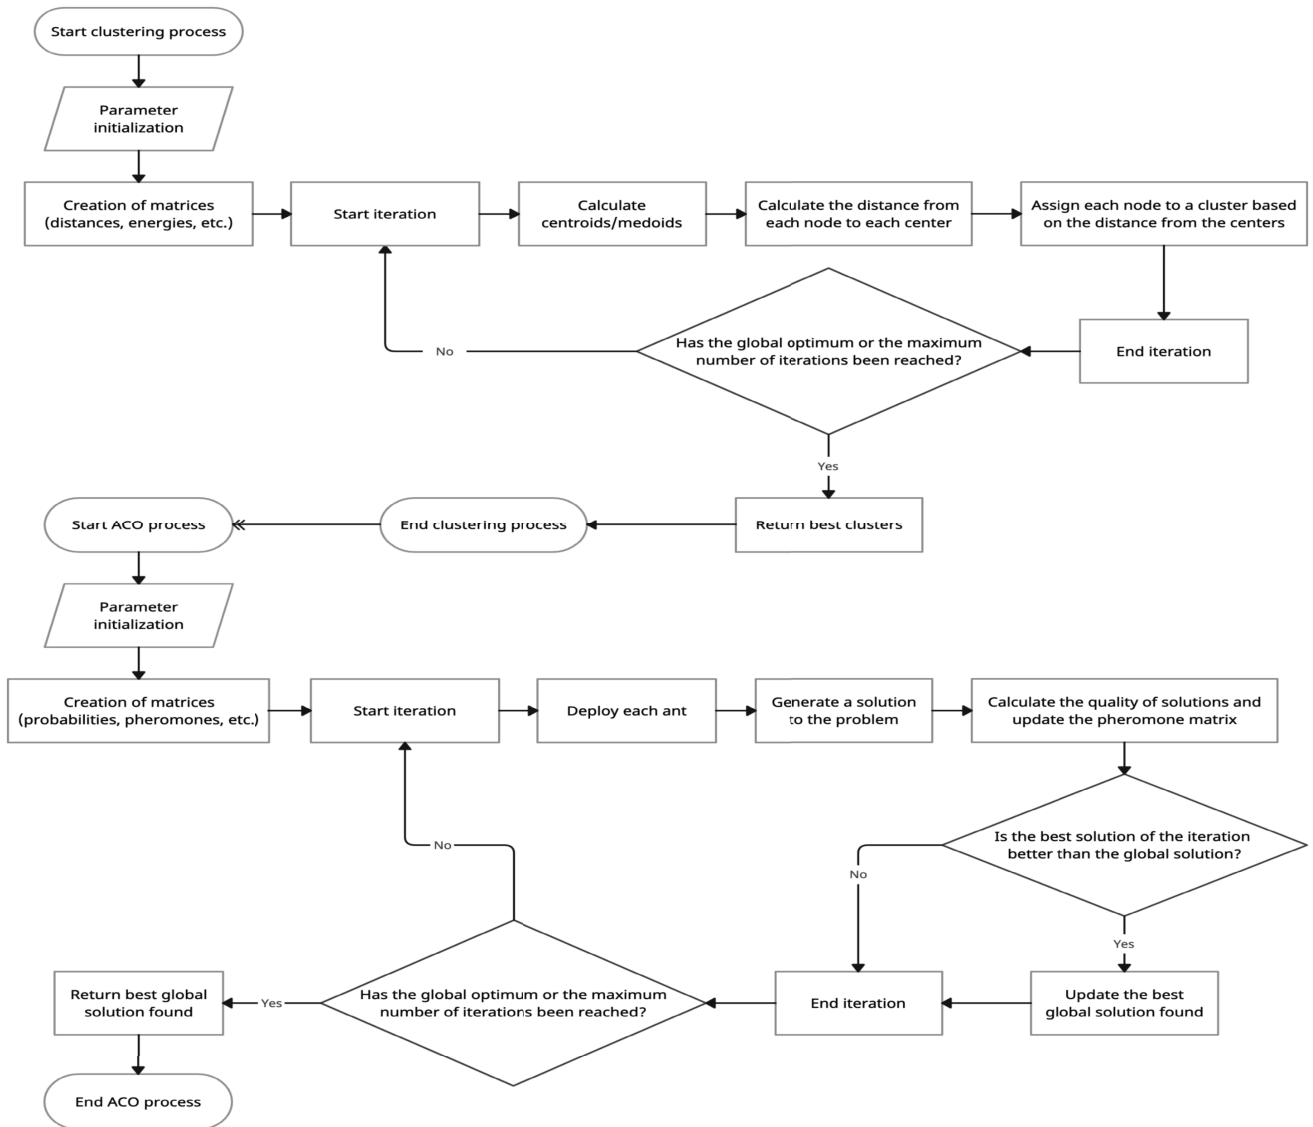 Start clustering process
Parameter
initialization
Creation of matrices
(distances, energies, etc.)
Start iteration
Calculate
centroids/medoids
Calculate the distance from
each node to each center
Assign each node to a cluster based
on the distance from the centers
End iteration
Has the global optimum or the maximum
number of iterations been reached?
No
Yes
Return best clusters
End clustering process
Start ACO process
Parameter
initialization
Creation of matrices
(probabilities, pheromones, etc.)
Start iteration
Deploy each ant
Generate a solution
to the problem
Calculate the quality of solutions and
update the pheromone matrix
Is the best solution of the iteration
better than the global solution?
No
Yes
Update the best
global solution found
End iteration
Has the global optimum or the maximum
number of iterations been reached?
No
Yes
Return best global
solution found
End ACO process